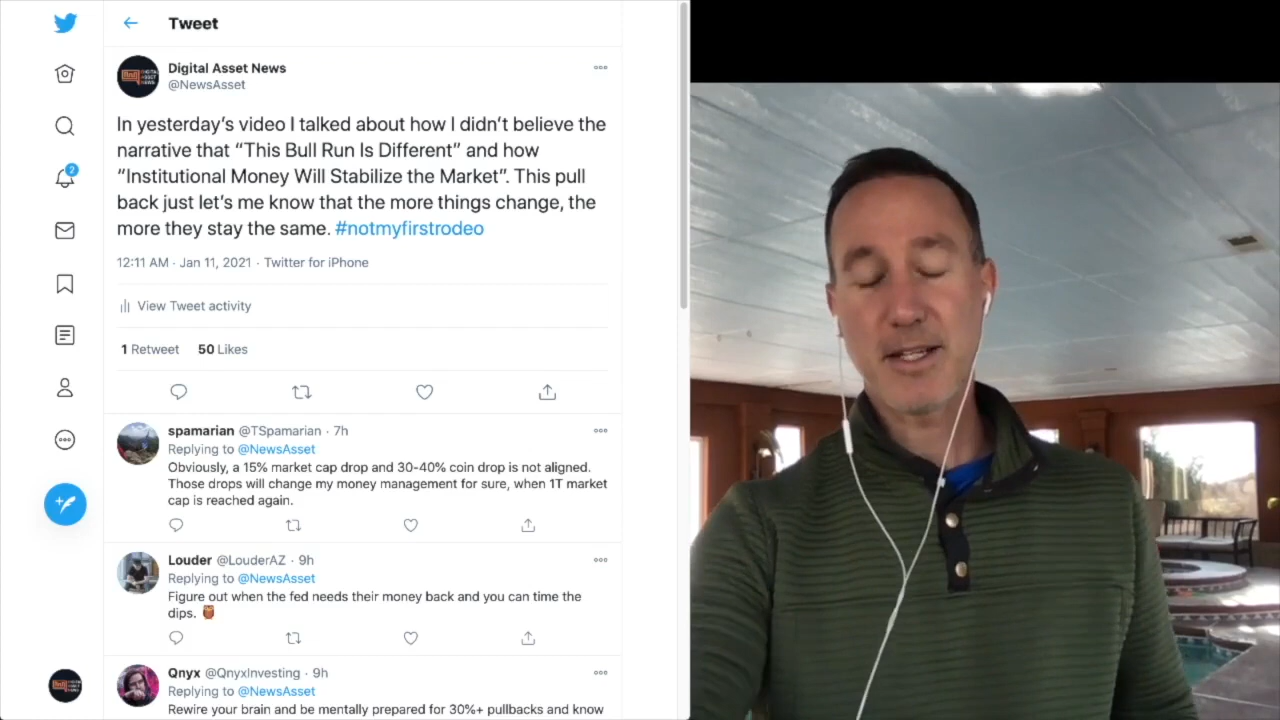 Tweet
Digital Asset News
@NewsAsset
In yesterday's video I talked about how I didn't believe the
narrative that "This Bull Run Is Different" and how
"Institutional Money Will Stabilize the Market". This pull
back just let's me know that the more things change, the
more they stay the same. #notmyfirstrodeo
12:11 AM · Jan 11, 2021 · Twitter for iPhone
View Tweet activity
1 Retweet 50 Likes
spamarian @TSpamarian · 7h
Replying to @NewsAsset
Obviously, a 15% market cap drop and 30-40% coin drop is not aligned.
Those drops will change my money management for sure, when 1T market
cap is reached again.
Louder @LouderAZ · 9h
Replying to @NewsAsset
Figure out when the fed needs their money back and you can time the
dips. 🦉
Qnyx @QnyxInvesting · 9h
Replying to @NewsAsset
Rewire your brain and be mentally prepared for 30%+ pullbacks and know
2